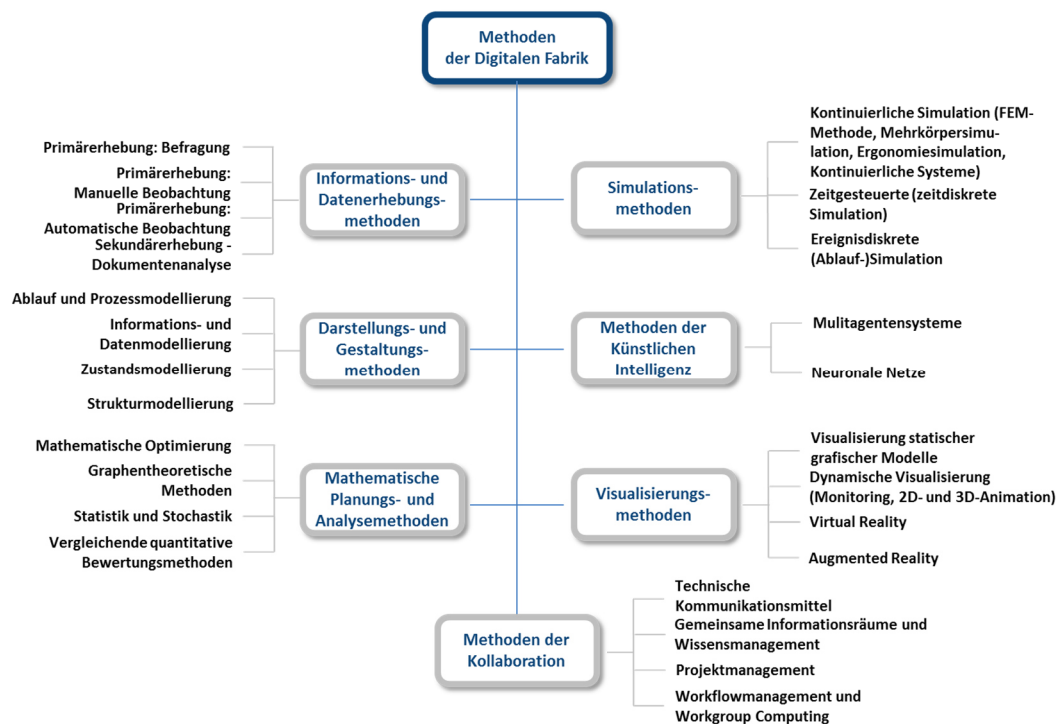 Methoden
der Digitalen Fabrik
Primärerhebung: Befragung
Primärerhebung:
Manuelle Beobachtung
Primärerhebung:
Automatische Beobachtung
Sekundärerhebung -
Dokumentenanalyse
Informations- und
Datenerhebungs-
methoden
Simulations-
methoden
Kontinuierliche Simulation (FEM-
Methode, Mehrkörpersimu-
lation, Ergonomiesimulation,
Kontinuierliche Systeme)
Zeitgesteuerte (zeitdiskrete
Simulation)
Ereignisdiskrete
(Ablauf-)Simulation
Ablauf und Prozessmodellierung
Informations- und
Datenmodellierung
Zustandsmodellierung
Strukturmodellierung
Darstellungs- und
Gestaltungs-
methoden
Methoden der
Künstlichen
Intelligenz
Mulitagentensysteme
Neuronale Netze
Mathematische Optimierung
Graphentheoretische
Methoden
Statistik und Stochastik
Vergleichende quantitative
Bewertungsmethoden
Mathematische
Planungs- und
Analysemethoden
Visualisierungs-
methoden
Visualisierung statischer
grafischer Modelle
Dynamische Visualisierung
(Monitoring, 2D- und 3D-Animation)
Virtual Reality
Augmented Reality
Methoden der
Kollaboration
Technische
Kommunikationsmittel
Gemeinsame Informationsräume und
Wissensmanagement
Projektmanagement
Workflowmanagement und
Workgroup Computing